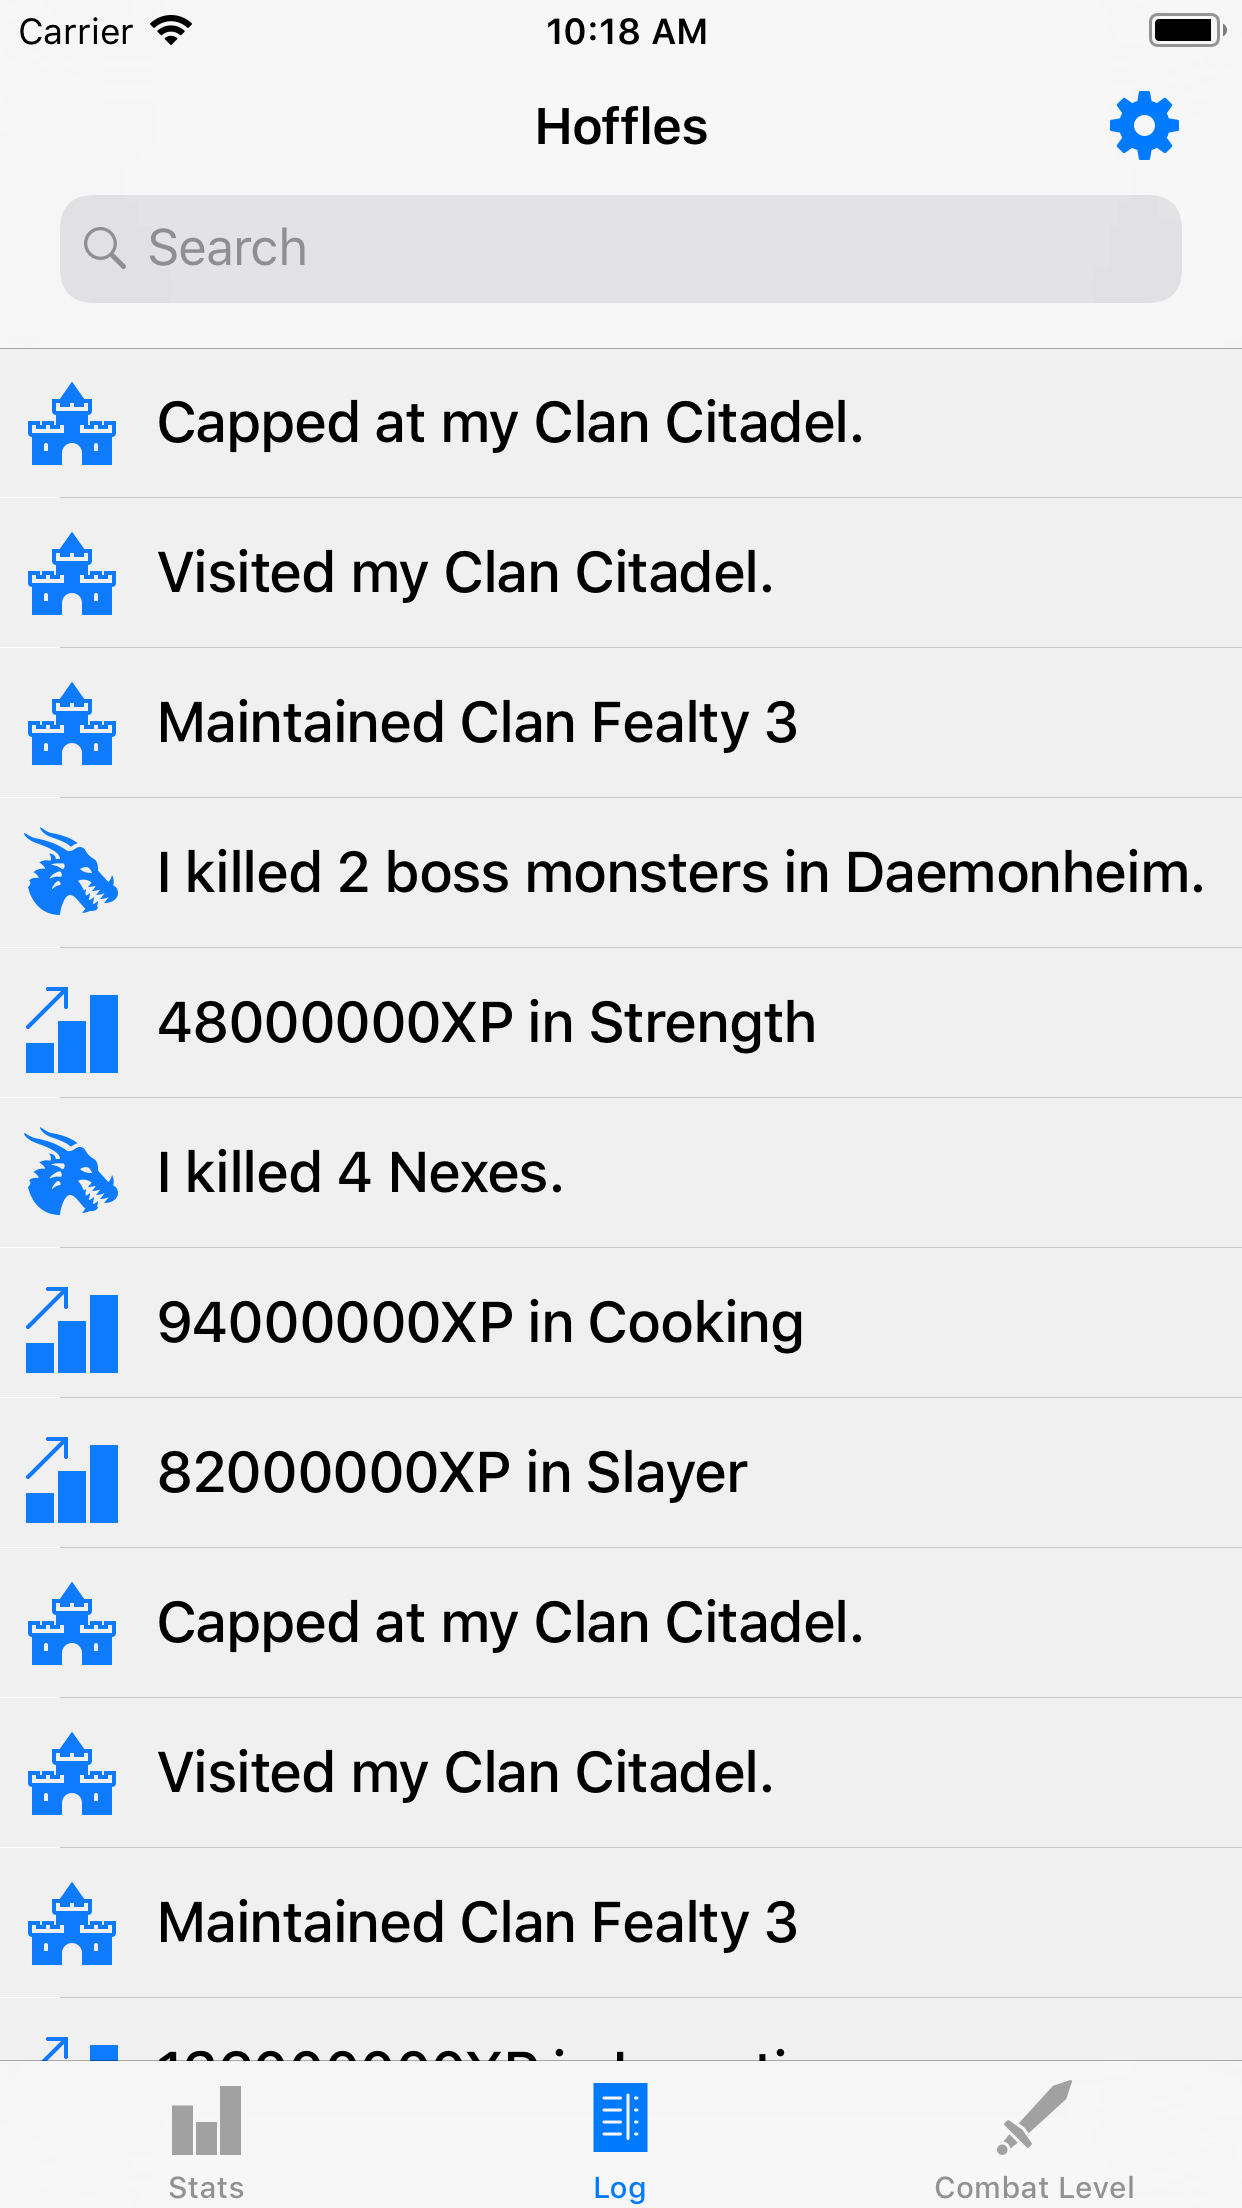 Carrier 10:18 AM
Hoffles
Search
Capped at my Clan Citadel.
Visited my Clan Citadel.
Maintained Clan Fealty 3
I killed 2 boss monsters in Daemonheim.
48000000XP in Strength
I killed 4 Nexes.
94000000XP in Cooking
82000000XP in Slayer
Capped at my Clan Citadel.
Visited my Clan Citadel.
Maintained Clan Fealty 3
Stats Log Combat Level